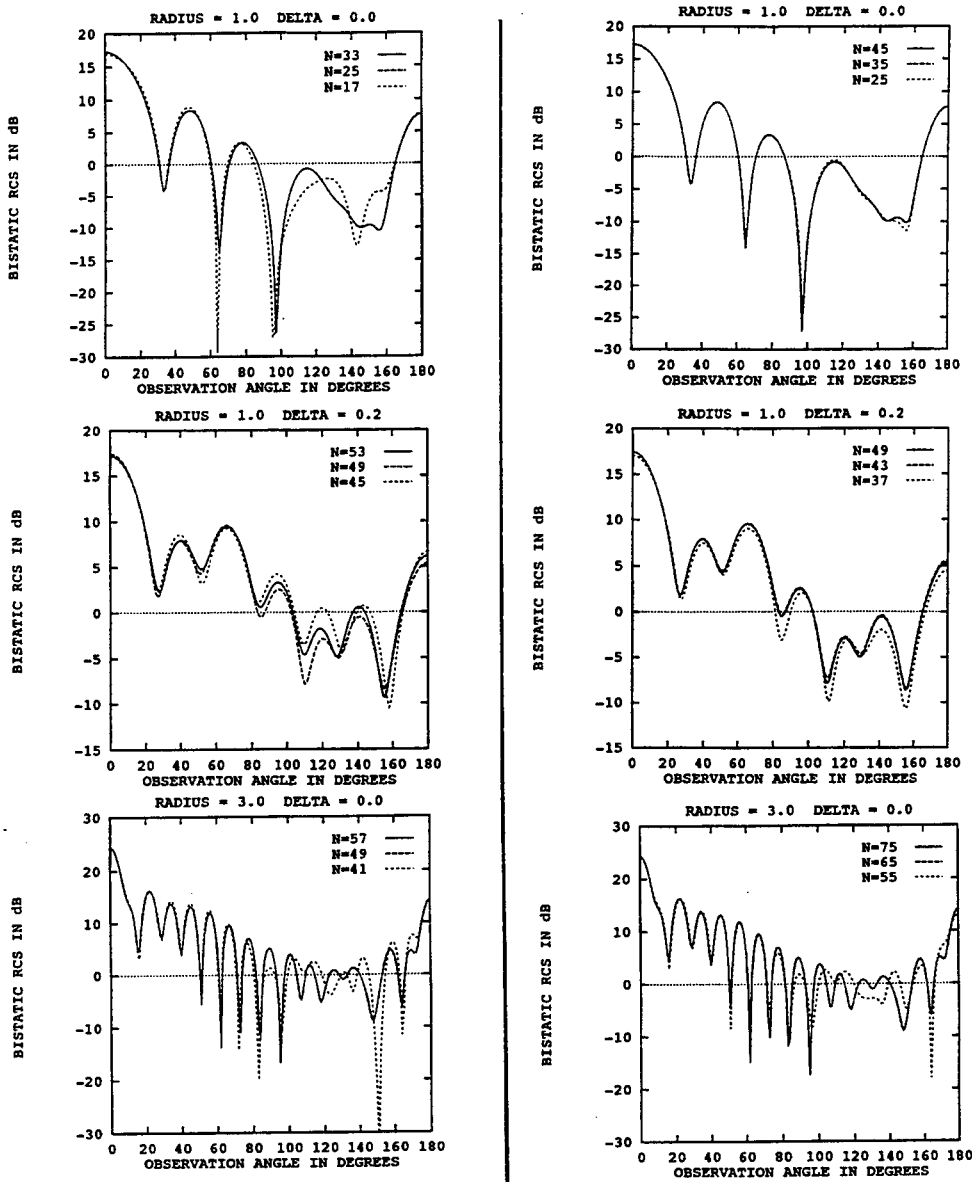 RADIUS = 1.0 DELTA = 0.0
20
15
10
5
0
-5
-10
-15
-20
-25
-30
BISTATIC RCS IN dB
N=33
N=25
N=17
0 20 40 60 80 100 120 140 160 180
OBSERVATION ANGLE IN DEGREES
RADIUS = 1.0 DELTA = 0.0
20
15
10
5
0
-5
-10
-15
-20
-25
-30
BISTATIC RCS IN dB
N=45
N=35
N=25
0 20 40 60 80 100 120 140 160 180
OBSERVATION ANGLE IN DEGREES
RADIUS = 1.0 DELTA = 0.2
20
15
10
5
0
-5
-10
-15
BISTATIC RCS IN dB
N=53
N=49
N=45
0 20 40 60 80 100 120 140 160 180
OBSERVATION ANGLE IN DEGREES
RADIUS = 1.0 DELTA = 0.2
20
15
10
5
0
-5
-10
-15
BISTATIC RCS IN dB
N=49
N=43
N=37
0 20 40 60 80 100 120 140 160 180
OBSERVATION ANGLE IN DEGREES
RADIUS = 3.0 DELTA = 0.0
30
20
10
0
-10
-20
-30
BISTATIC RCS IN dB
N=57
N=49
N=41
0 20 40 60 80 100 120 140 160 180
OBSERVATION ANGLE IN DEGREES
RADIUS = 3.0 DELTA = 0.0
30
20
10
0
-10
-20
-30
BISTATIC RCS IN dB
N=75
N=65
N=55
0 20 40 60 80 100 120 140 160 180
OBSERVATION ANGLE IN DEGREES